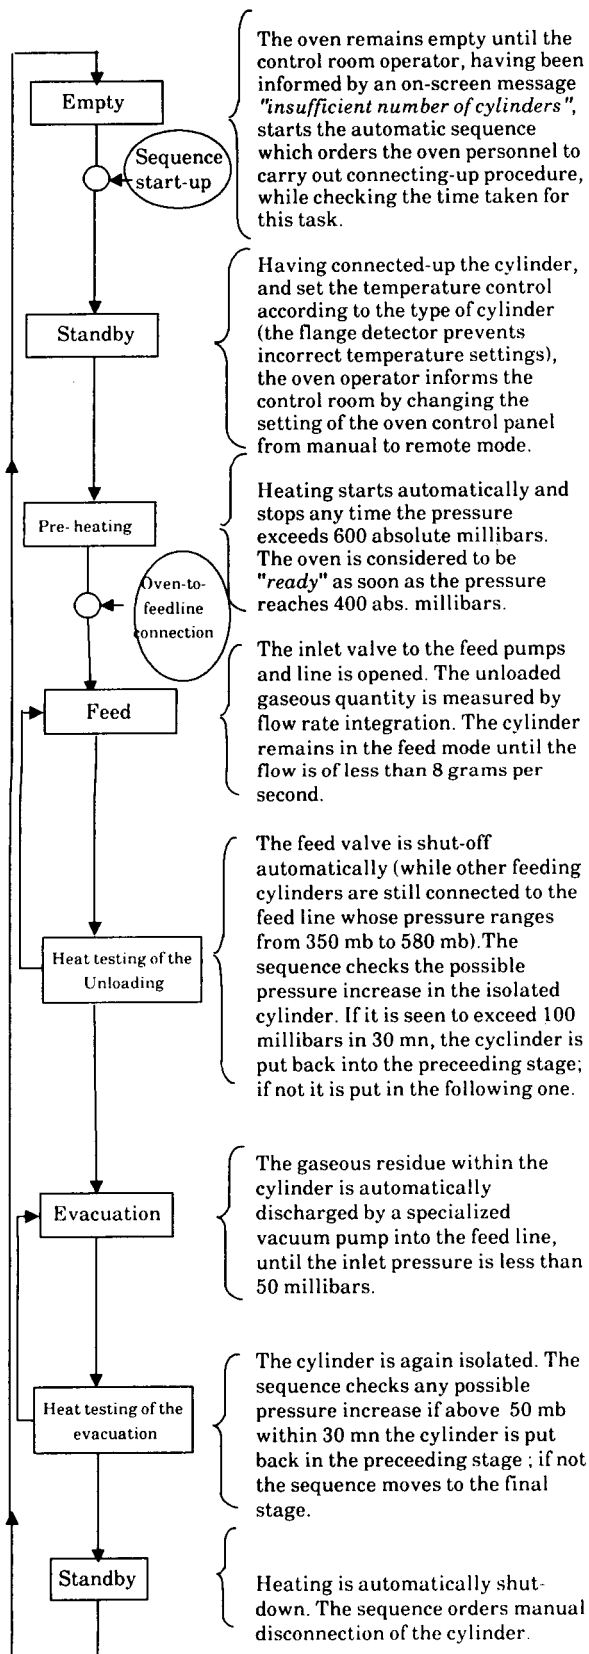 The oven remains empty until the
control room operator, having been
informed by an on-screen message
"insufficient number of cylinders",
starts the automatic sequence
which orders the oven personnel to
carry out connecting-up procedure,
while checking the time taken for
this task.
Empty
Sequence
start-up
Having connected-up the cylinder,
and set the temperature control
according to the type of cylinder
(the flange detector prevents
incorrect temperature settings),
the oven operator informs the
control room by changing the
setting of the oven control panel
from manual to remote mode.
Standby
Heating starts automatically and
stops any time the pressure
exceeds 600 absolute millibars.
The oven is considered to be
"ready" as soon as the pressure
reaches 400 abs. millibars.
Pre-heating
Oven-to-
feedline
connection
The inlet valve to the feed pumps
and line is opened. The unloaded
gaseous quantity is measured by
flow rate integration. The cylinder
remains in the feed mode until the
flow is of less than 8 grams per
second.
Feed
The feed valve is shut-off
automatically (while other feeding
cylinders are still connected to the
feed line whose pressure ranges
from 350 mb to 580 mb).The
sequence checks the possible
pressure increase in the isolated
cylinder. If it is seen to exceed 100
millibars in 30 mn, the cyclinder is
put back into the preceeding stage;
if not it is put in the following one.
Heat testing of the
Unloading
The gaseous residue within the
cylinder is automatically
discharged by a specialized
vacuum pump into the feed line,
until the inlet pressure is less than
50 millibars.
Evacuation
The cylinder is again isolated. The
sequence checks any possible
pressure increase if above 50 mb
within 30 mn the cylinder is put
back in the preceeding stage ; if not
the sequence moves to the final
stage.
Heat testing of the
evacuation
Standby
Heating is automatically shut-
down. The sequence orders manual
disconnection of the cylinder.